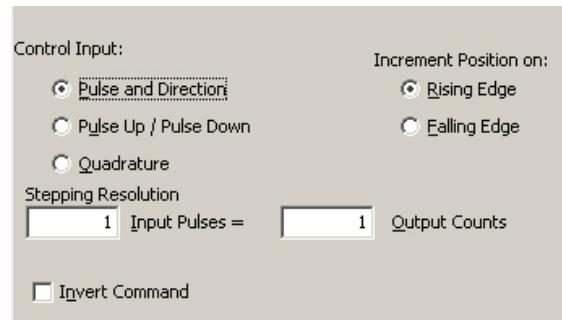 Control Input:
Increment Position on:
Pulse and Direction
Rising Edge
Pulse Up / Pulse Down
Falling Edge
Quadrature
Stepping Resolution
1 Input Pulses = 1 Output Counts
Invert Command